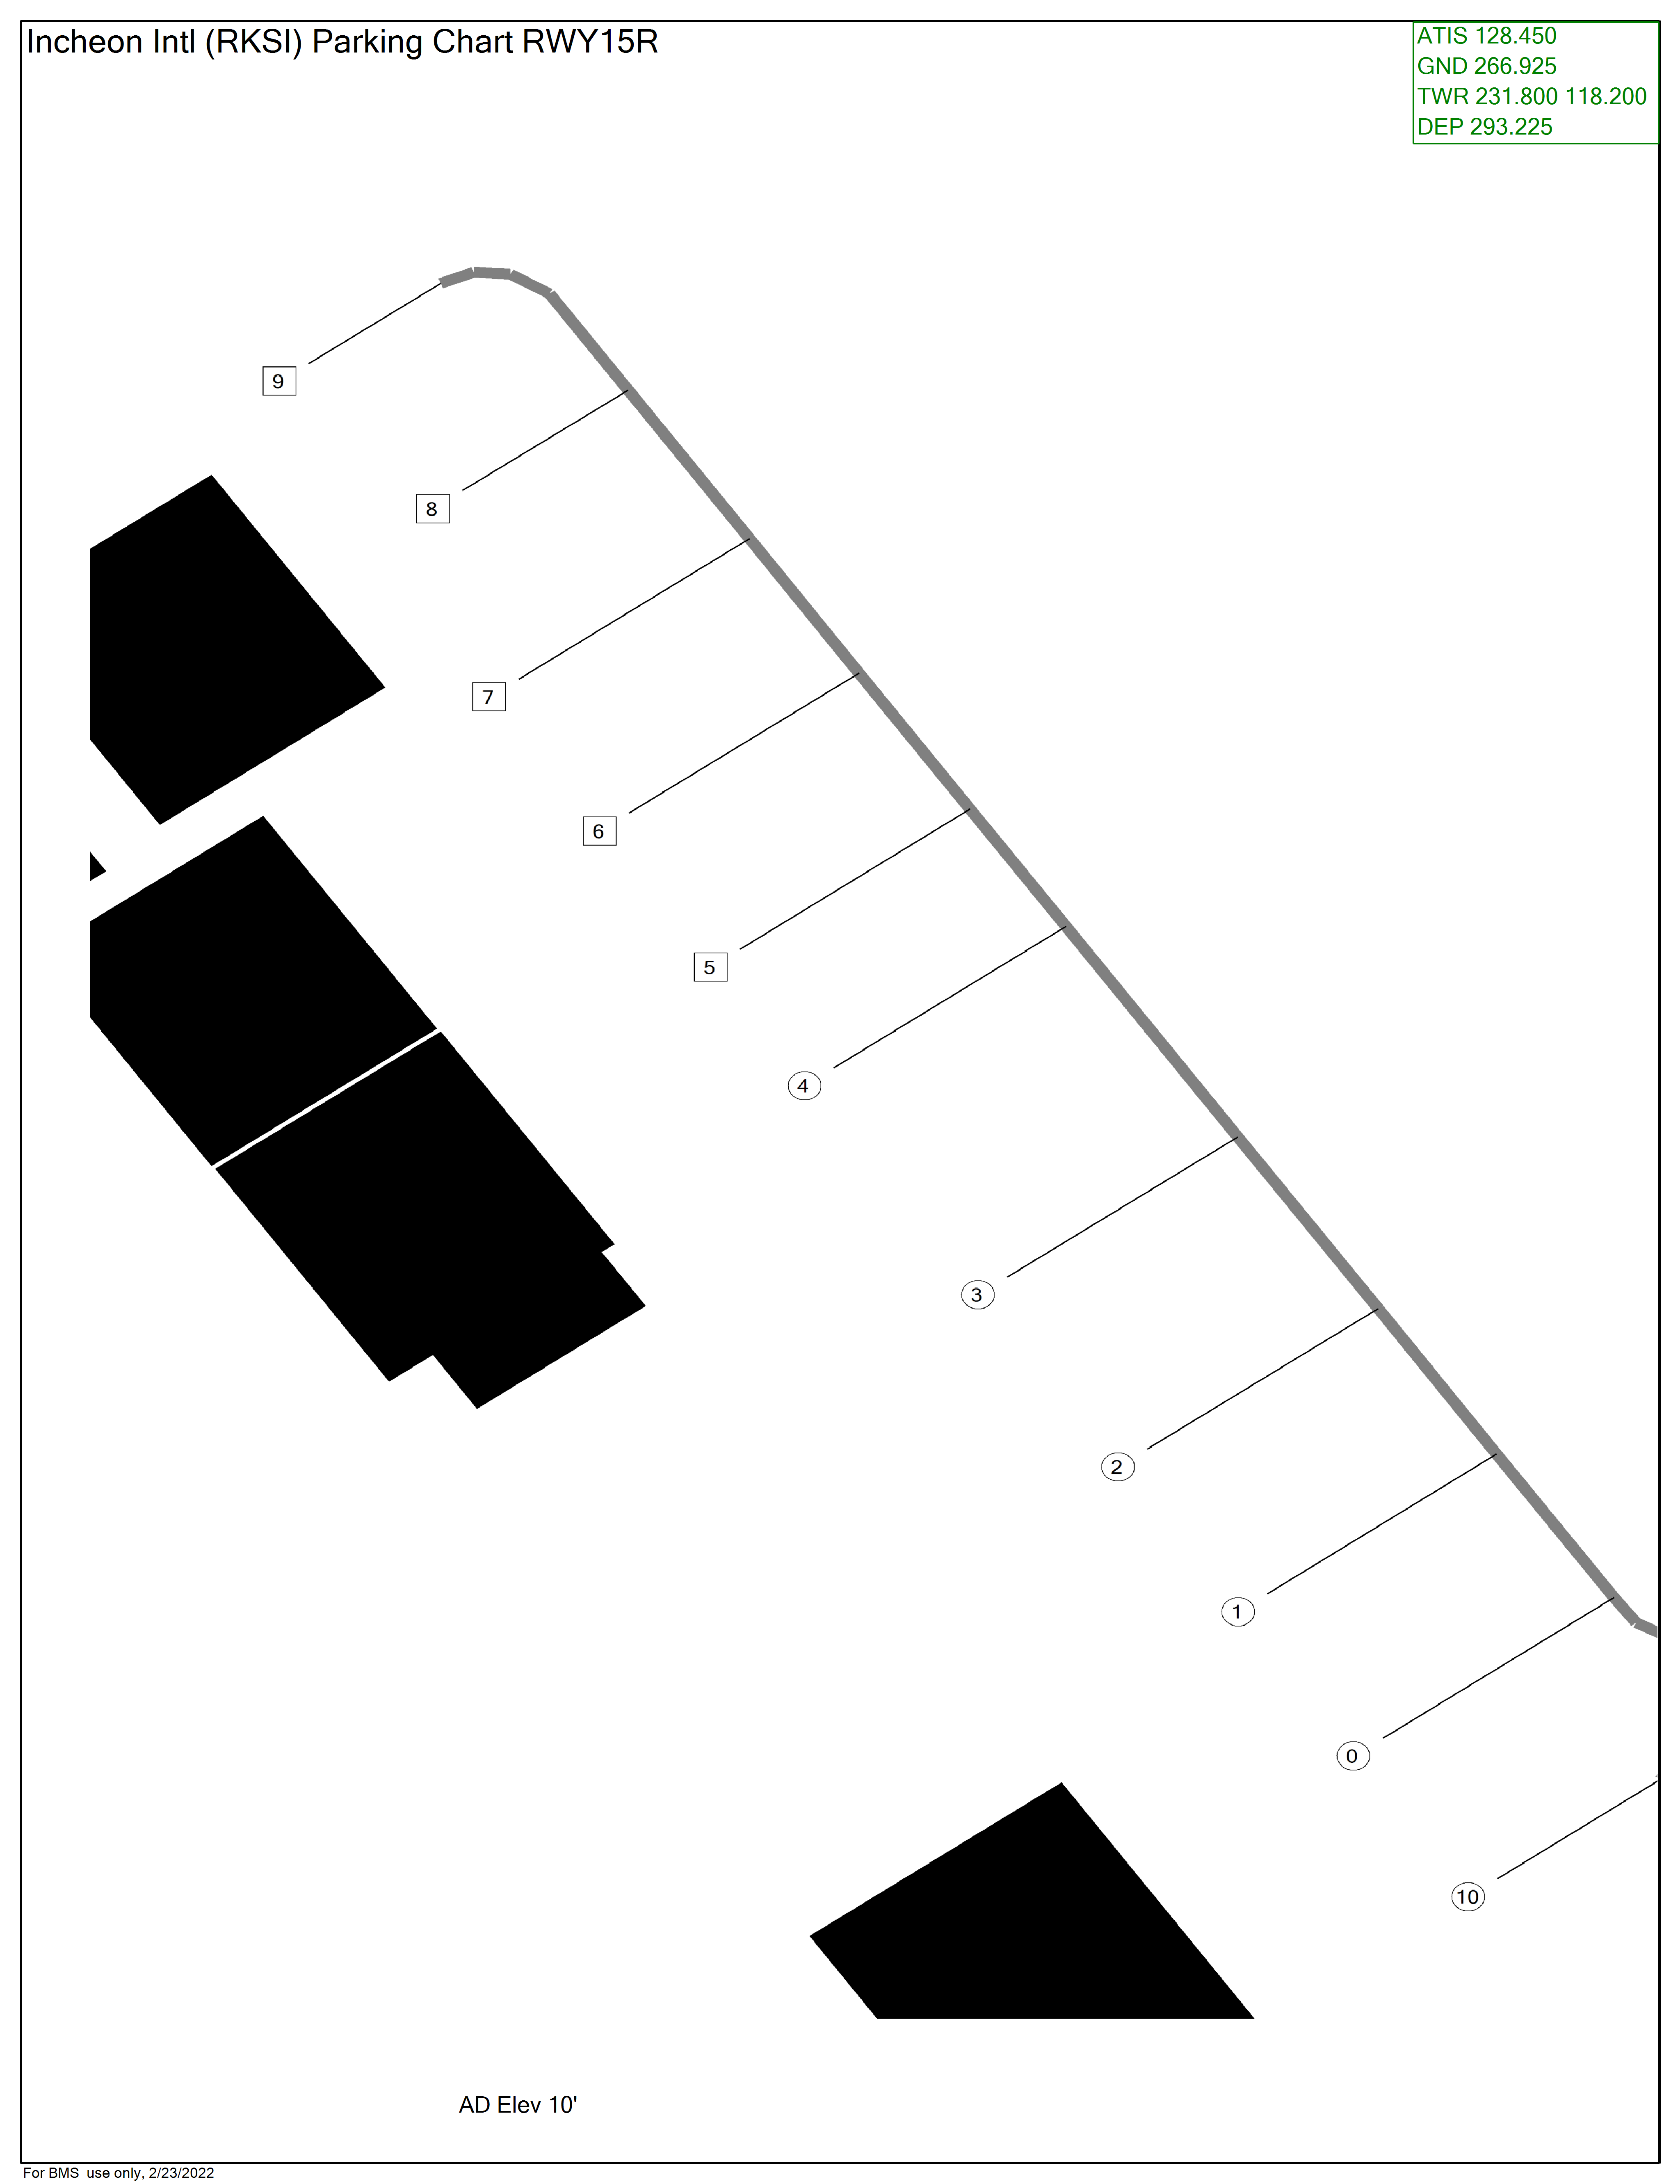 Incheon Intl (RKSI) Parking Chart RWY15R
ATIS 128.450
GND 266.925
TWR 231.800 118.200
DEP 293.225
9
8
7
6
5
4
3
2
1
0
10
AD Elev 10'
For BMS  use only, 2/23/2022